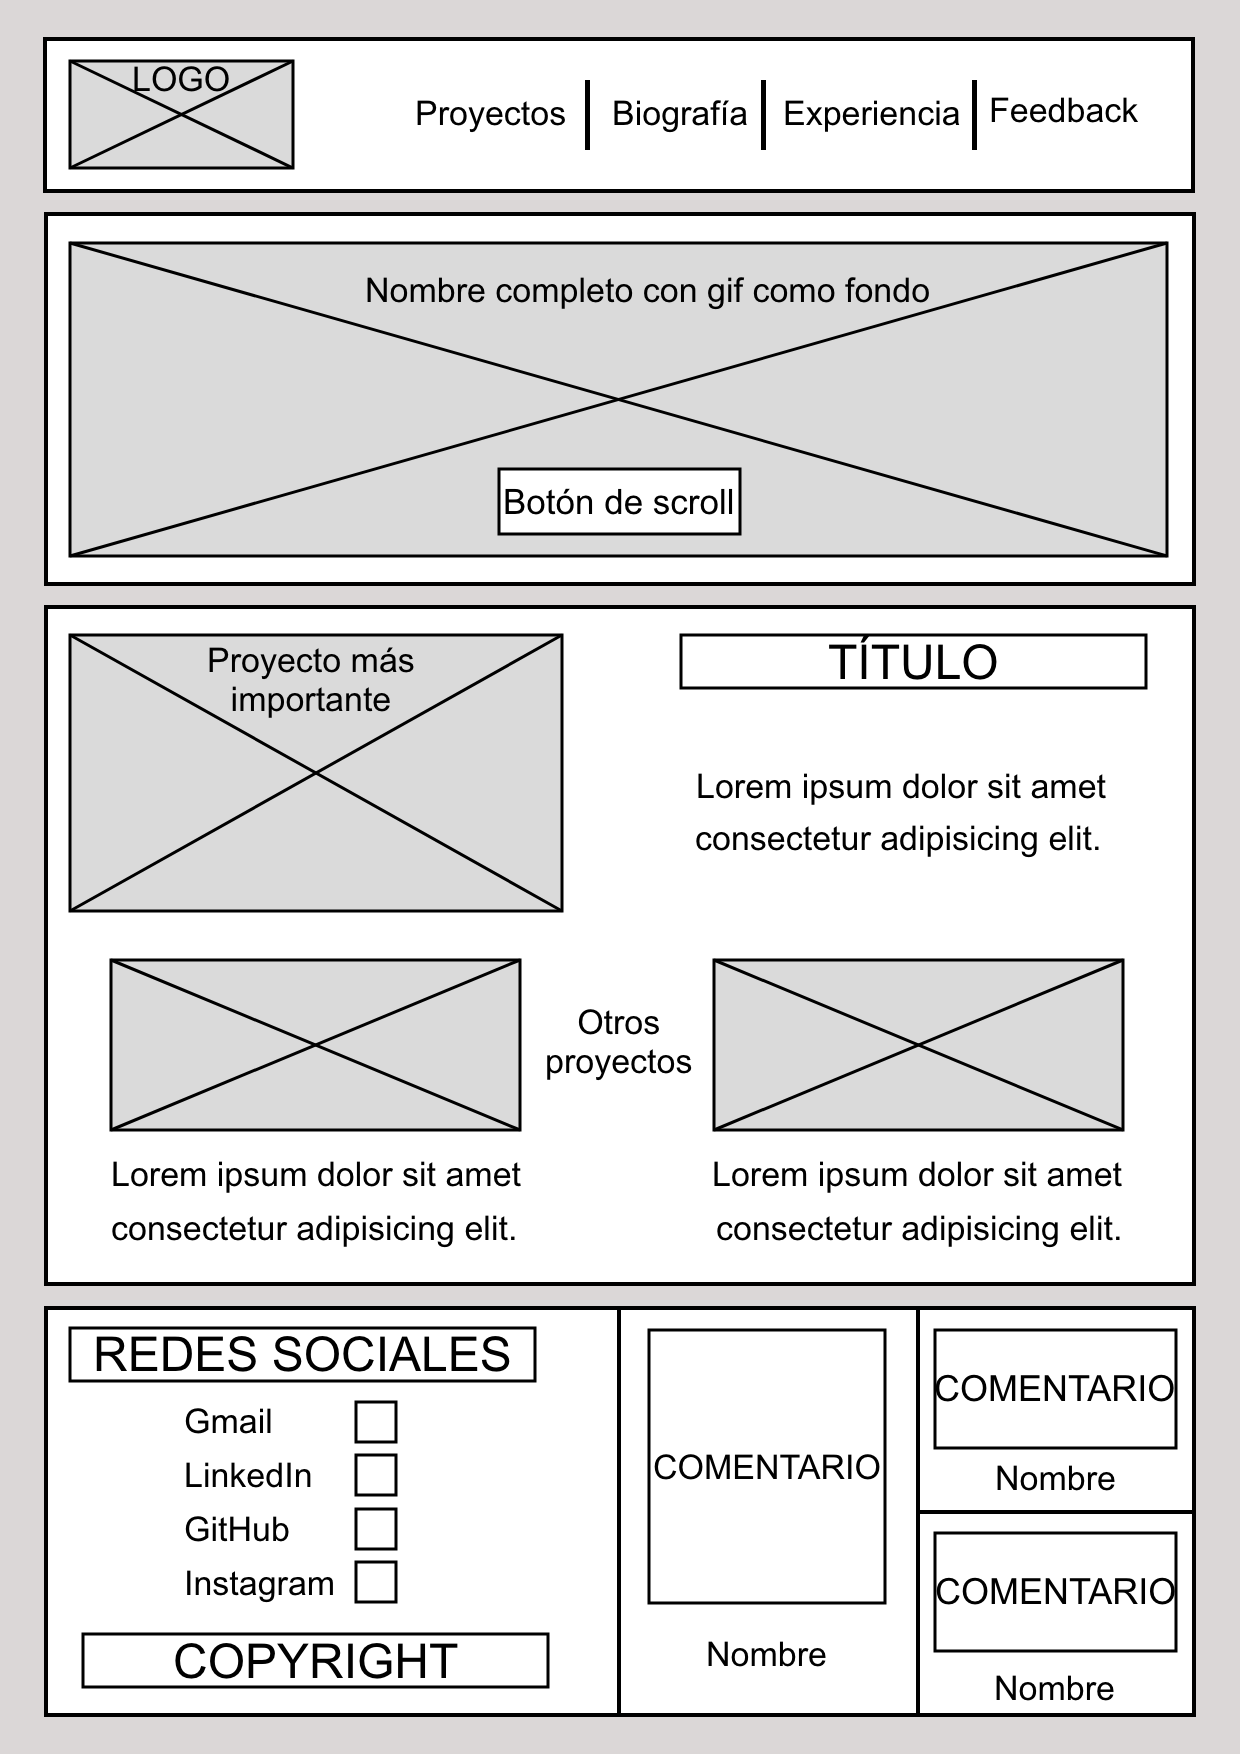 LOGO
Proyectos
Biografía
Experiencia
Feedback
Nombre completo con gif como fondo
Botón de scroll
Proyecto más
importante
TÍTULO
Lorem ipsum dolor sit amet
consectetur adipisicing elit.
Otros
proyectos
Lorem ipsum dolor sit amet
consectetur adipisicing elit.
Lorem ipsum dolor sit amet
consectetur adipisicing elit.
REDES SOCIALES
Gmail
LinkedIn
GitHub
Instagram
COPYRIGHT
COMENTARIO
Nombre
COMENTARIO
Nombre
COMENTARIO
Nombre